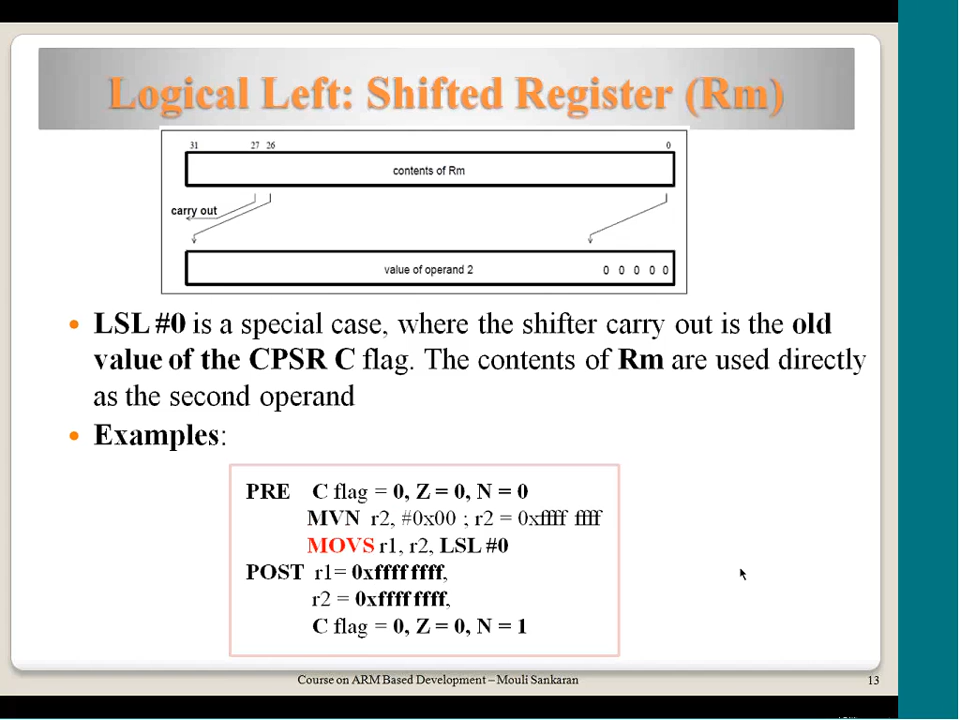 Logical Left: Shifted Register (Rm)
31 27 26 0
contents of Rm
carry out
value of operand 2 0 0 0 0 0
LSL #0 is a special case, where the shifter carry out is the old
value of the CPSR C flag. The contents of Rm are used directly
as the second operand
Examples:
PRE C flag = 0, Z = 0, N = 0
MVN r2, #0x00 ; r2 = 0xffff ffff
MOVS r1, r2, LSL #0
POST r1= 0xffff ffff,
r2 = 0xffff ffff,
C flag = 0, Z = 0, N = 1
Course on ARM Based Development – Mouli Sankaran 13